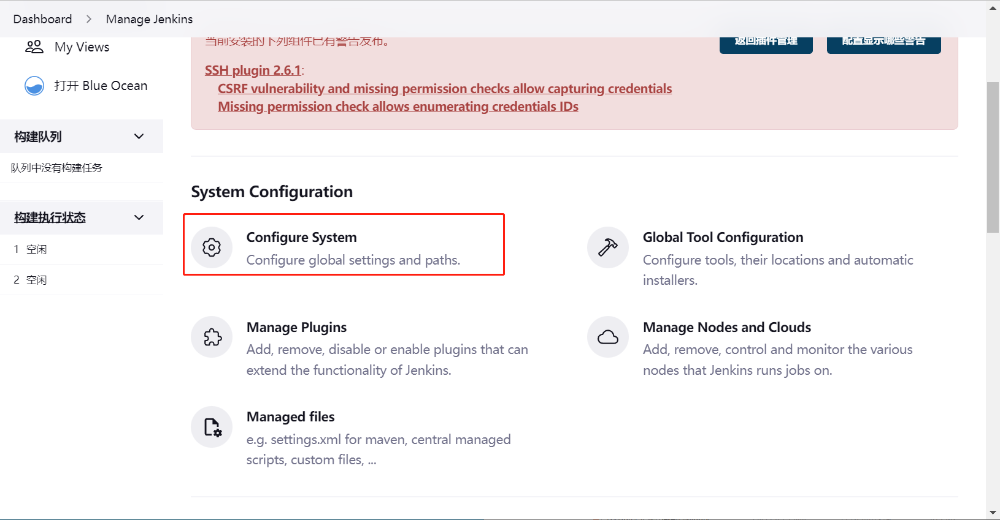 Dashboard > Manage Jenkins
My Views
打开 Blue Ocean
构建队列
队列中没有构建任务
构建执行状态
1 空闲
2 空闲
当前安装的下列组件已有警告发布。
返回插件管理
配置显示哪些警告
SSH plugin 2.6.1:
CSRF vulnerability and missing permission checks allow capturing credentials
Missing permission check allows enumerating credentials IDs
System Configuration
Configure System
Configure global settings and paths.
Global Tool Configuration
Configure tools, their locations and automatic
installers.
Manage Plugins
Add, remove, disable or enable plugins that can
extend the functionality of Jenkins.
Manage Nodes and Clouds
Add, remove, control and monitor the various
nodes that Jenkins runs jobs on.
Managed files
e.g. settings.xml for maven, central managed
scripts, custom files, ...